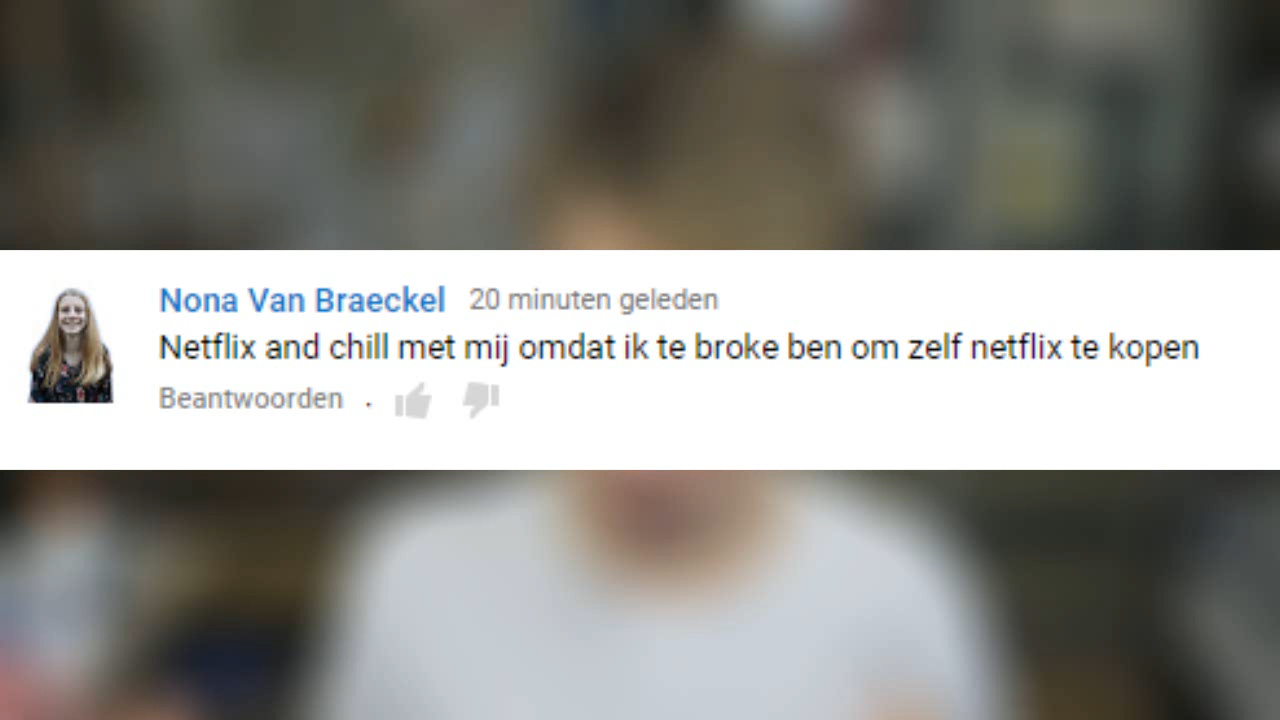 Nona Van Braeckel 20 minuten geleden
Netflix and chill met mij omdat ik te broke ben om zelf netflix te kopen
Beantwoorden .